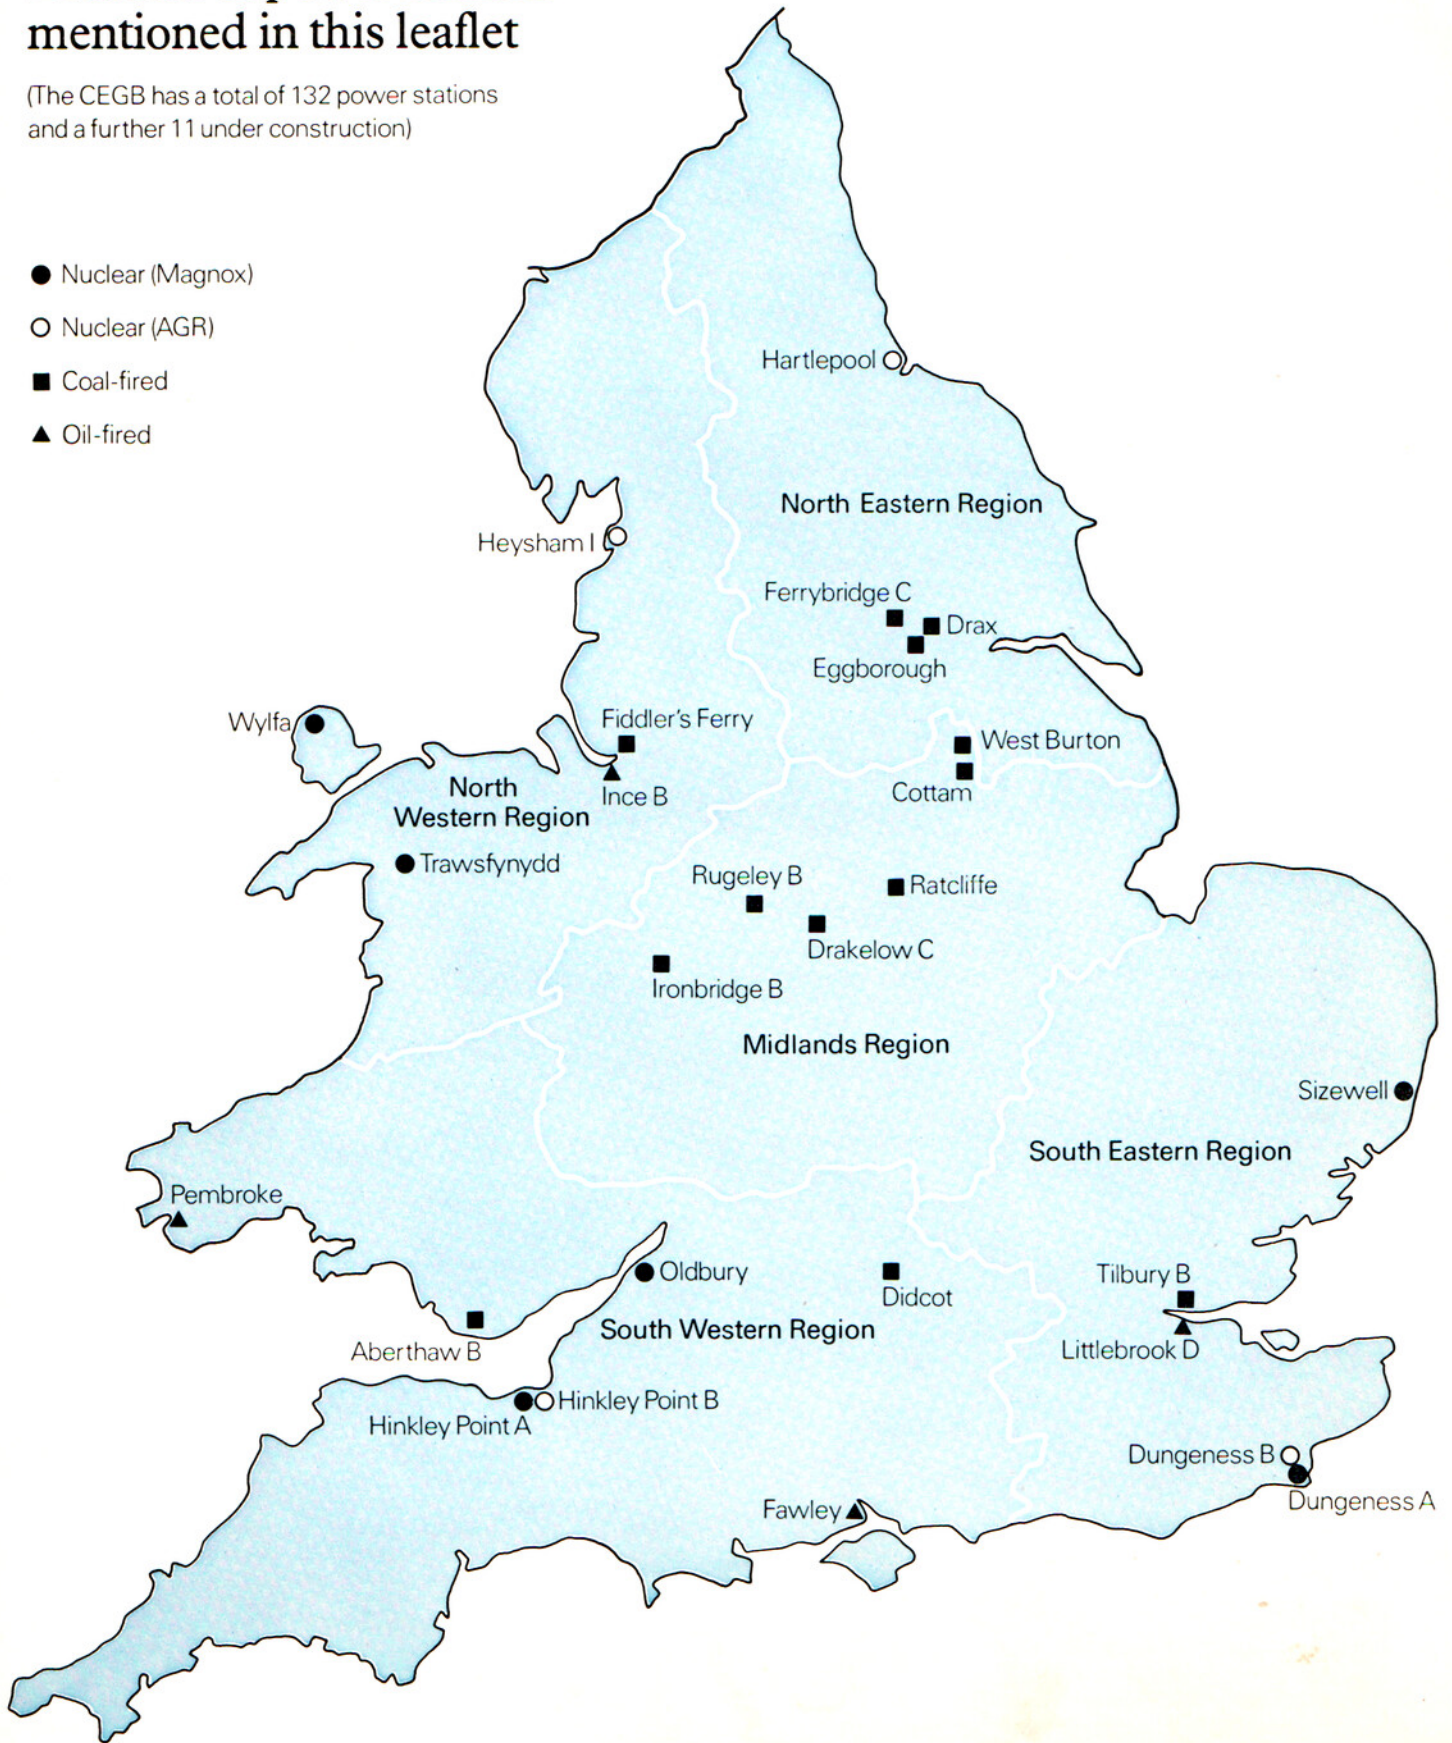 mentioned in this leaflet
(The CEGB has a total of 132 power stations
and a further 11 under construction)
Nuclear (Magnox)
Nuclear (AGR)
Coal-fired
Oil-fired
Hartlepool
North Eastern Region
Heysham I
Ferrybridge C
Drax
Eggborough
Wylfa
Fiddler's Ferry
West Burton
North
Western Region
Ince B
Cottam
Trawsfynydd
Rugeley B
Ratcliffe
Drakelow C
Ironbridge B
Midlands Region
Sizewell
South Eastern Region
Pembroke
Oldbury
Didcot
Tilbury B
South Western Region
Aberthaw B
Littlebrook D
Hinkley Point B
Hinkley Point A
Dungeness B
Fawley
Dungeness A